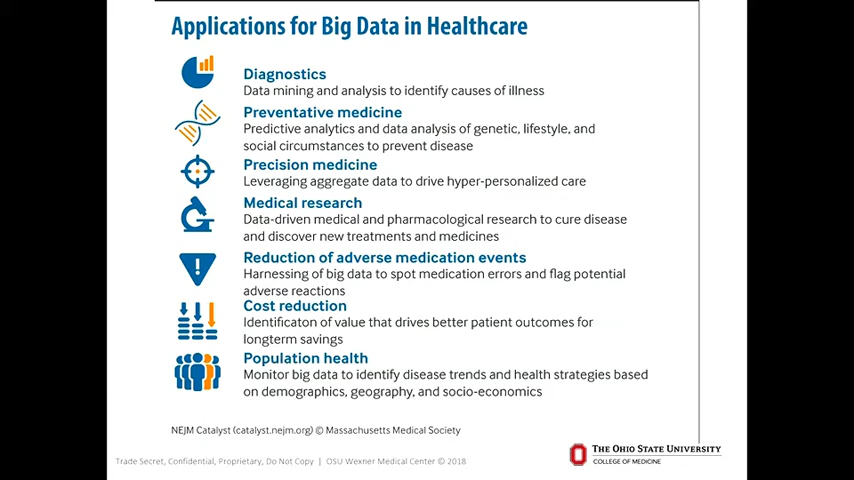 Applications for Big Data in Healthcare
Diagnostics
Data mining and analysis to identify causes of illness
Preventative medicine
Predictive analytics and data analysis of genetic, lifestyle, and
social circumstances to prevent disease
Precision medicine
Leveraging aggregate data to drive hyper-personalized care
Medical research
Data-driven medical and pharmacological research to cure disease
and discover new treatments and medicines
Reduction of adverse medication events
Harnessing of big data to spot medication errors and flag potential
adverse reactions
Cost reduction
Identificaton of value that drives better patient outcomes for
longterm savings
Population health
Monitor big data to identify disease trends and health strategies based
on demographics, geography, and socio-economics
NEJM Catalyst (catalyst.nejm.org) © Massachusetts Medical Society
THE OHIO STATE UNIVERSITY
COLLEGE OF MEDICINE
Trade Secret, Confidential, Proprietary, Do Not Copy | OSU Wexner Medical Center © 2018